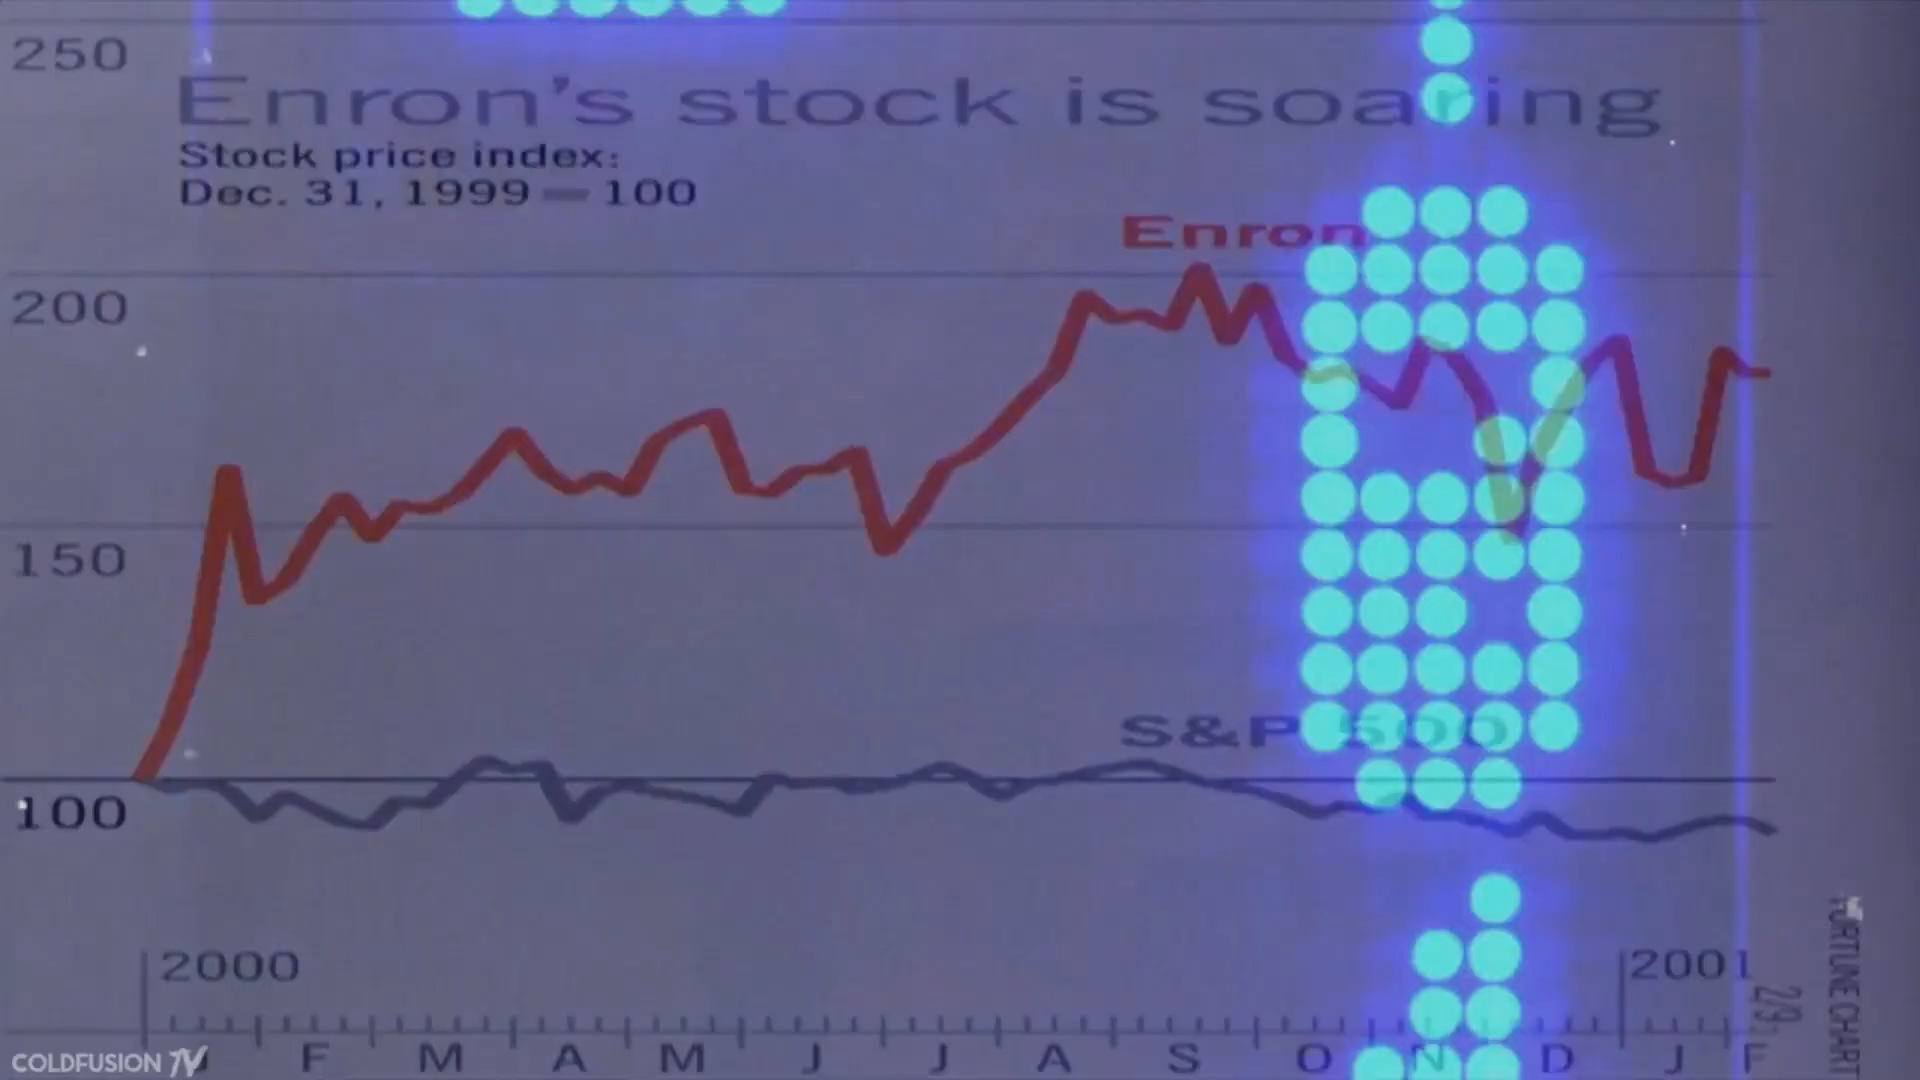 250
Enron's stock is soaring
Stock price index:
Dec. 31, 1999 = 100
Enron
200
150
S&P 500
100
2000
2001
J F M A M J J A S O N D J F
FORTUNE CHART
COLDFUSION TV